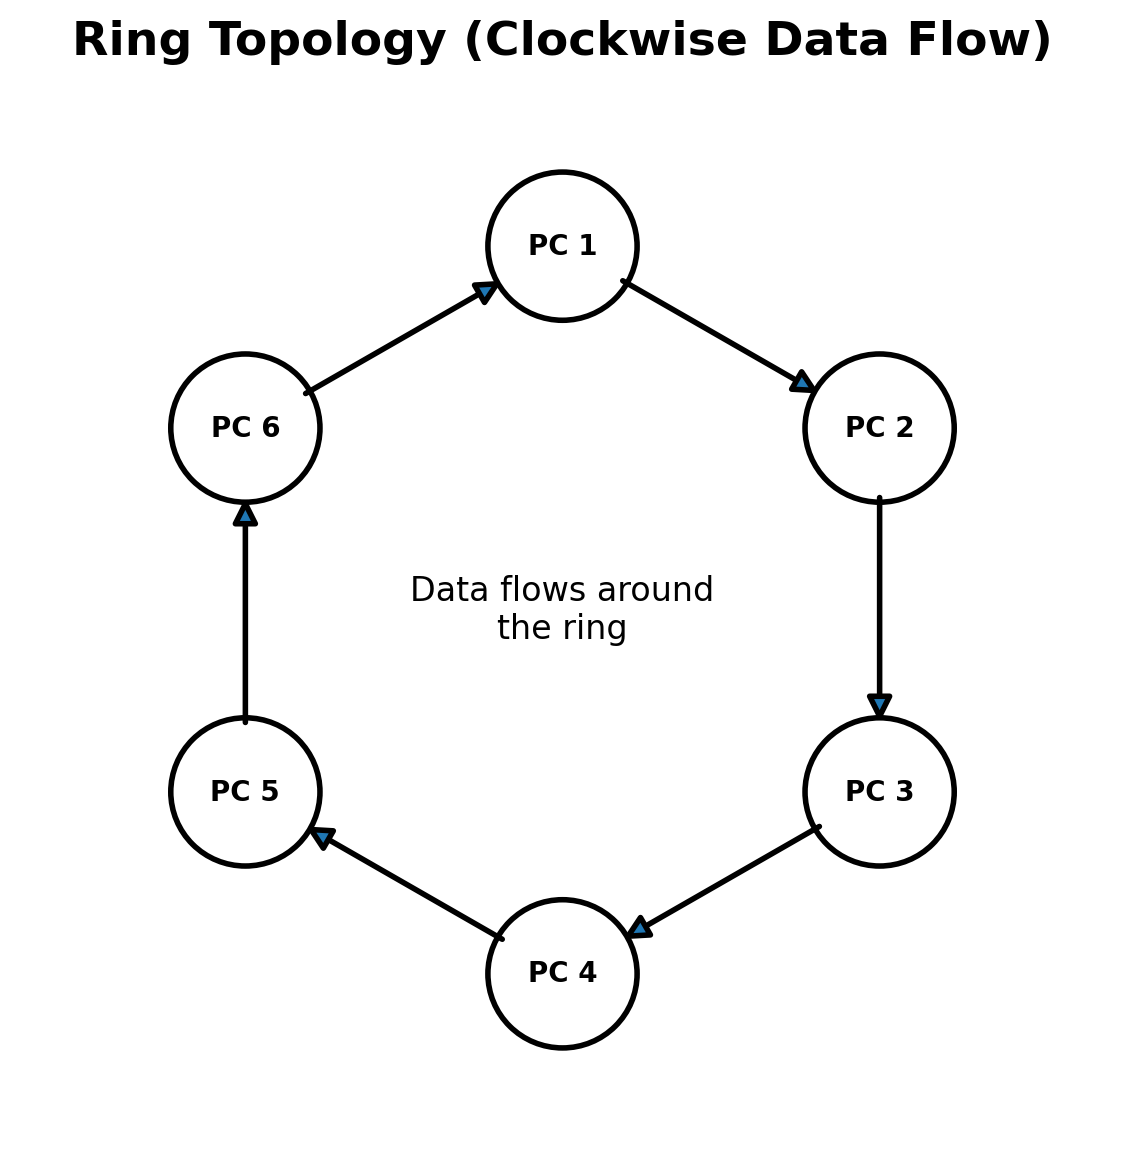 Ring Topology (Clockwise Data Flow)
PC 1
PC 6
PC 2
Data flows around
the ring
PC 5
PC 3
PC 4